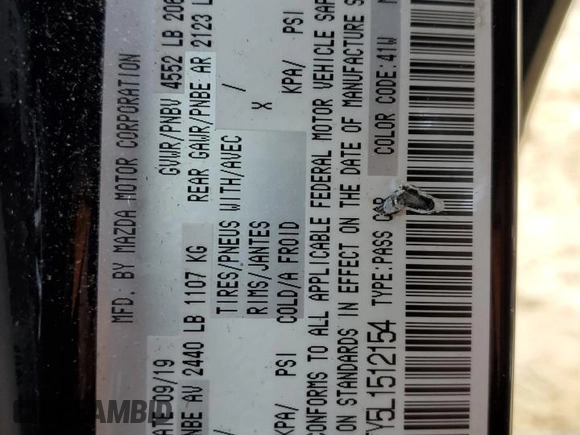 MFD. BY MAZDA MOTOR CORPORATION
09/19 GVWR/PNBV 4552 LB
AV 2440 LB 1107 KG REAR GAWR/PNBE AR 2123 L
TIRES/PNEUS WITH/AVEC /
RIMS/JANTES X
KPA/ PSI COLD/A FROID KPA/ PSI
CONFORMS TO ALL APPLICABLE FEDERAL MOTOR VEHICLE SAF
ON STANDARDS IN EFFECT ON THE DATE OF MANUFACTURE S
Y5L1512154 TYPE:PASS CAR COLOR CODE:41W